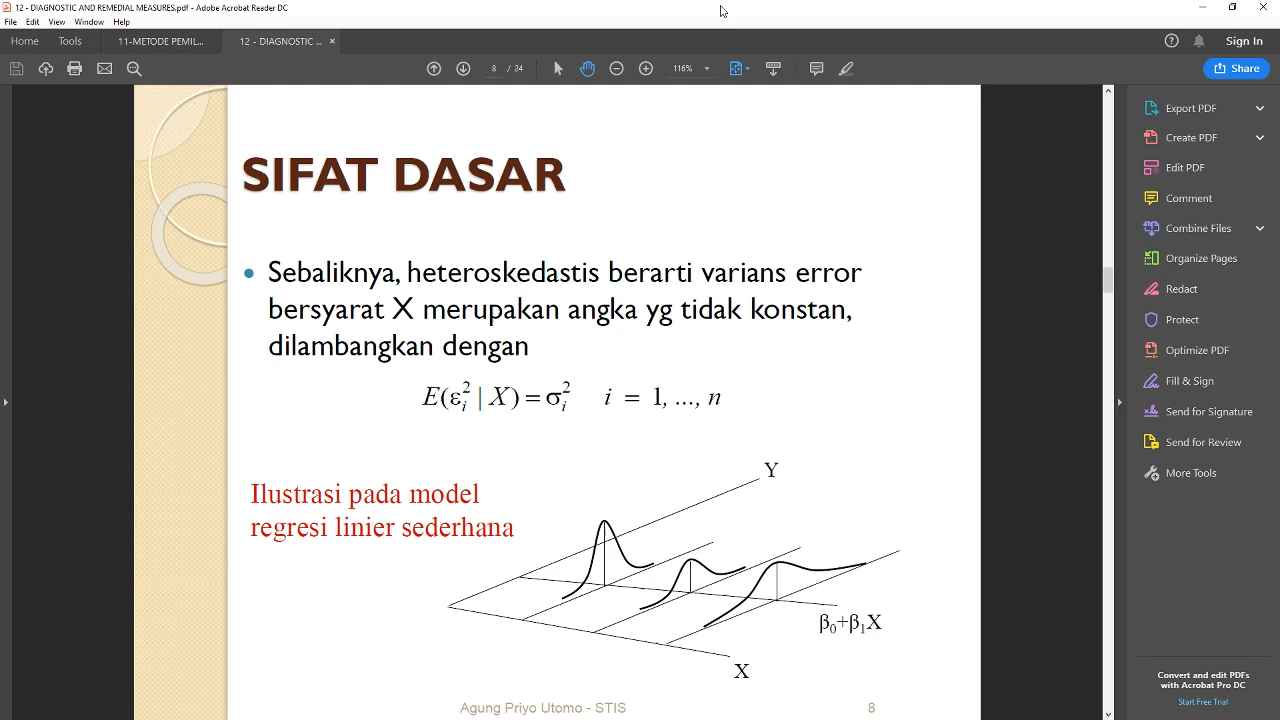 12 - DIAGNOSTIC AND REMEDIAL MEASURES.pdf - Adobe Acrobat Reader DC
File Edit View Window Help
Home Tools 11-METODE PEMIL... 12 - DIAGNOSTIC ... × Sign In
8 / 24 116% Share
SIFAT DASAR
• Sebaliknya, heteroskedastis berarti varians error
bersyarat X merupakan angka yg tidak konstan,
dilambangkan dengan
E(ε_i^2 | X) = σ_i^2 i = 1, ..., n
Ilustrasi pada model
regresi linier sederhana
Y
β0+β1X
X
Agung Priyo Utomo - STIS 8
Export PDF
Create PDF
Edit PDF
Comment
Combine Files
Organize Pages
Redact
Protect
Optimize PDF
Fill & Sign
Send for Signature
Send for Review
More Tools
Convert and edit PDFs
with Acrobat Pro DC
Start Free Trial